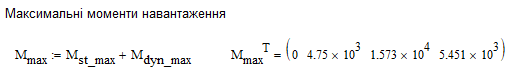 Максимальні моменти навантаження
M_max := M_st_max + M_dyn_max    M_max^T = (0  4.75 × 10^3  1.573 × 10^4  5.451 × 10^3)